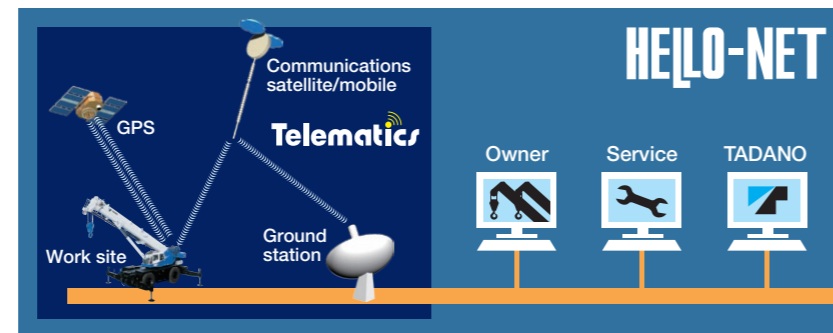 HELLO-NET
Communications
satellite/mobile
GPS
Telematics
Owner
Service
TADANO
Work site
Ground
station